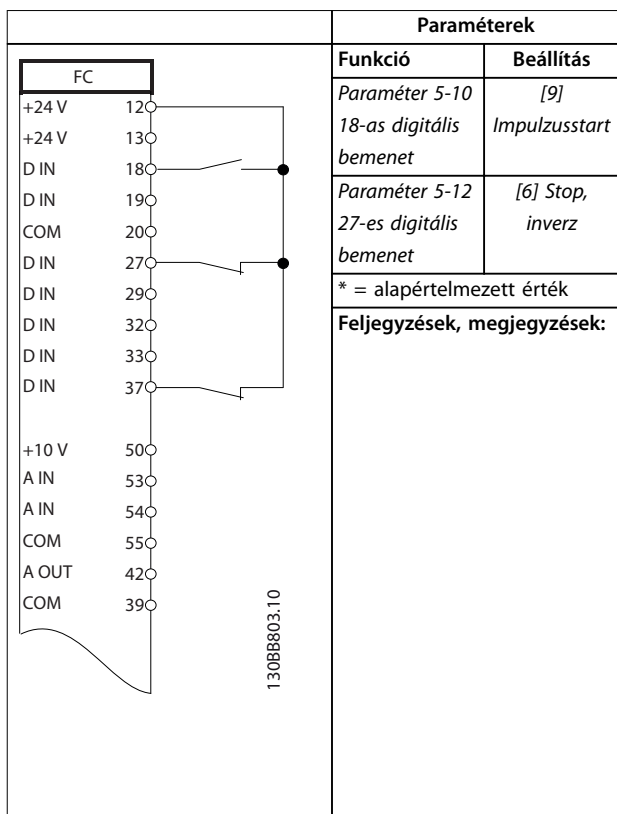 Paraméterek
Funkció Beállítás
Paraméter 5-10 [9]
18-as digitális Impulzusstart
bemenet
Paraméter 5-12 [6] Stop,
27-es digitális inverz
bemenet
* = alapértelmezett érték
Feljegyzések, megjegyzések:
FC
+24 V 12
+24 V 13
D IN 18
D IN 19
COM 20
D IN 27
D IN 29
D IN 32
D IN 33
D IN 37
+10 V 50
A IN 53
A IN 54
COM 55
A OUT 42
COM 39
130BB803.10